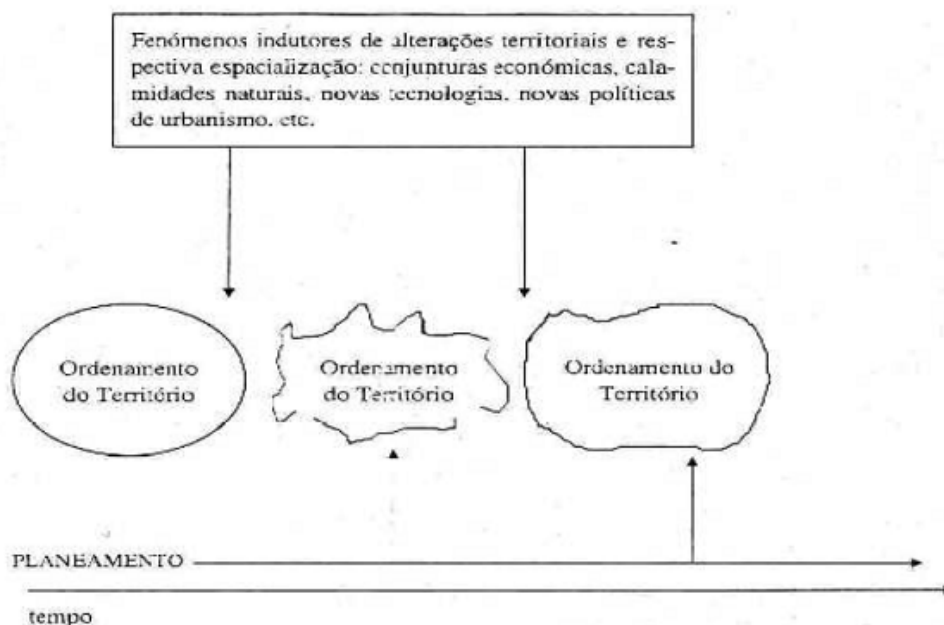 Fenómenos indutores de alterações territoriais e res-
pectiva espacialização: conjunturas económicas, cala-
midades naturais, novas tecnologias, novas políticas
de urbanismo, etc.
Ordenamento
do Território
Ordenamento
do Território
Ordenamento do
Território
PLANEAMENTO
tempo